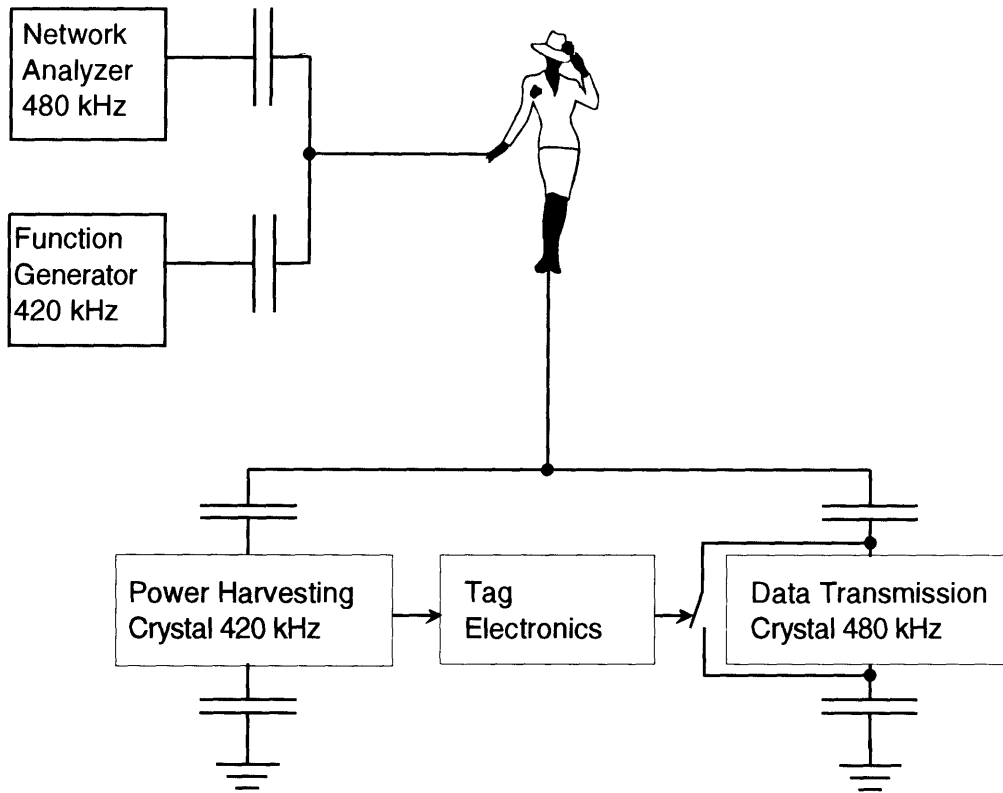 Network
Analyzer
480 kHz
Function
Generator
420 kHz
Power Harvesting
Crystal 420 kHz
Tag
Electronics
Data Transmission
Crystal 480 kHz